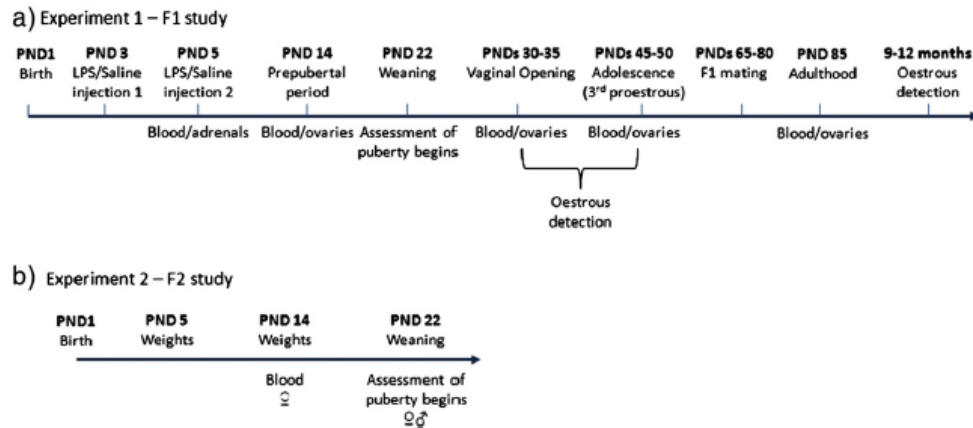 a) Experiment 1 – F1 study
PND1 PND 3 PND 5 PND 14 PND 22 PNDs 30-35 PNDs 45-50 PNDs 65-80 PND 85 9-12 months
Birth LPS/Saline LPS/Saline Prepubertal Weaning Vaginal Opening Adolescence F1 mating Adulthood Oestrous
injection 1 injection 2 period (3rd proestrous) detection
Blood/adrenals Blood/ovaries Assessment of Blood/ovaries Blood/ovaries Blood/ovaries
puberty begins
Oestrous
detection
b) Experiment 2 – F2 study
PND1 PND 5 PND 14 PND 22
Birth Weights Weights Weaning
Blood Assessment of
♀ puberty begins
♀♂